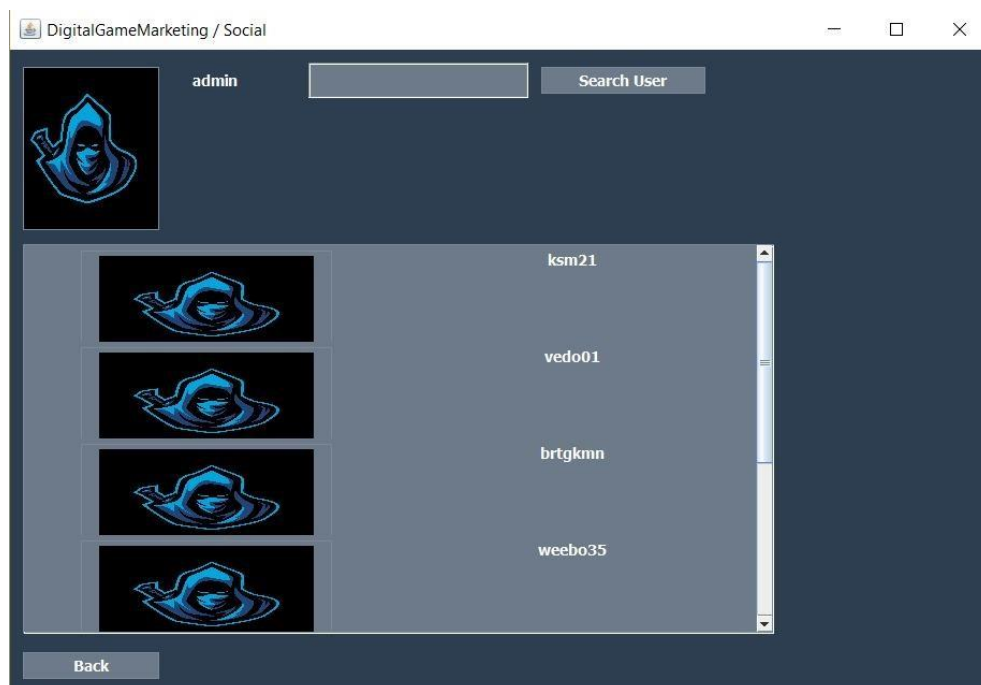 DigitalGameMarketing / Social
admin
Search User
ksm21
vedo01
brtgkmn
weebo35
Back